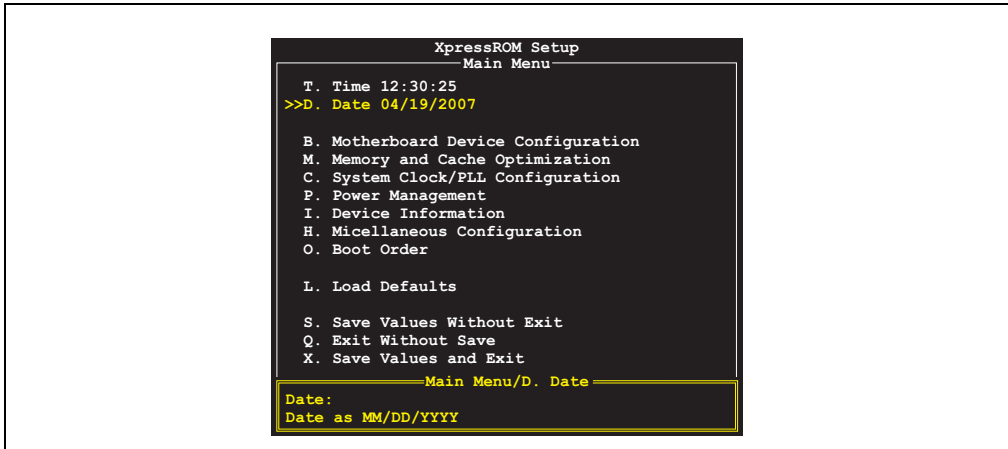 XpressROM Setup
Main Menu
T. Time 12:30:25
>>D. Date 04/19/2007
B. Motherboard Device Configuration
M. Memory and Cache Optimization
C. System Clock/PLL Configuration
P. Power Management
I. Device Information
H. Micellaneous Configuration
O. Boot Order
L. Load Defaults
S. Save Values Without Exit
Q. Exit Without Save
X. Save Values and Exit
Main Menu/D. Date
Date:
Date as MM/DD/YYYY